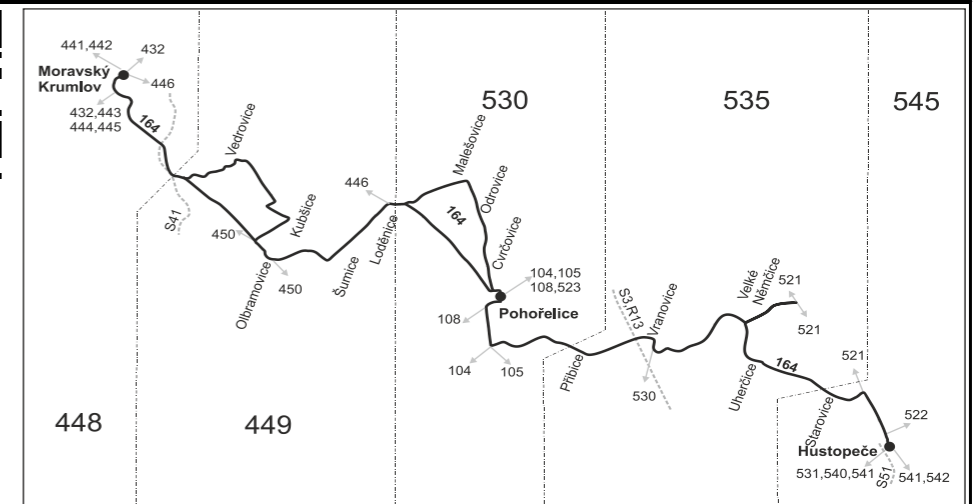 441,442
432
Moravský
Krumlov
446
432,443
444,445
164
S41
Vedrovice
Kubšice
450
450
Olbramovice
Šumice
Loděnice
446
530
535
545
Malešovice
Odrovice
164
Cvrčovice
104,105
108,523
Pohořelice
108
104
105
Přibice
S3,R13
Vranovice
530
Velké
Němčice
521
521
Uherčice
164
521
Starovice
522
Hustopeče
531,540,541
S51
541,542
448
449